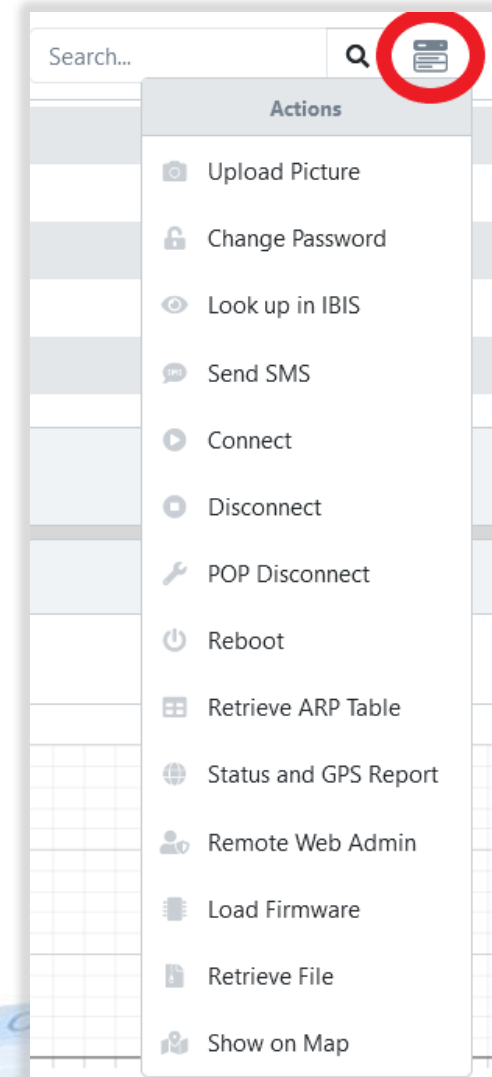 Search...
Actions
Upload Picture
Change Password
Look up in IBIS
Send SMS
Connect
Disconnect
POP Disconnect
Reboot
Retrieve ARP Table
Status and GPS Report
Remote Web Admin
Load Firmware
Retrieve File
Show on Map